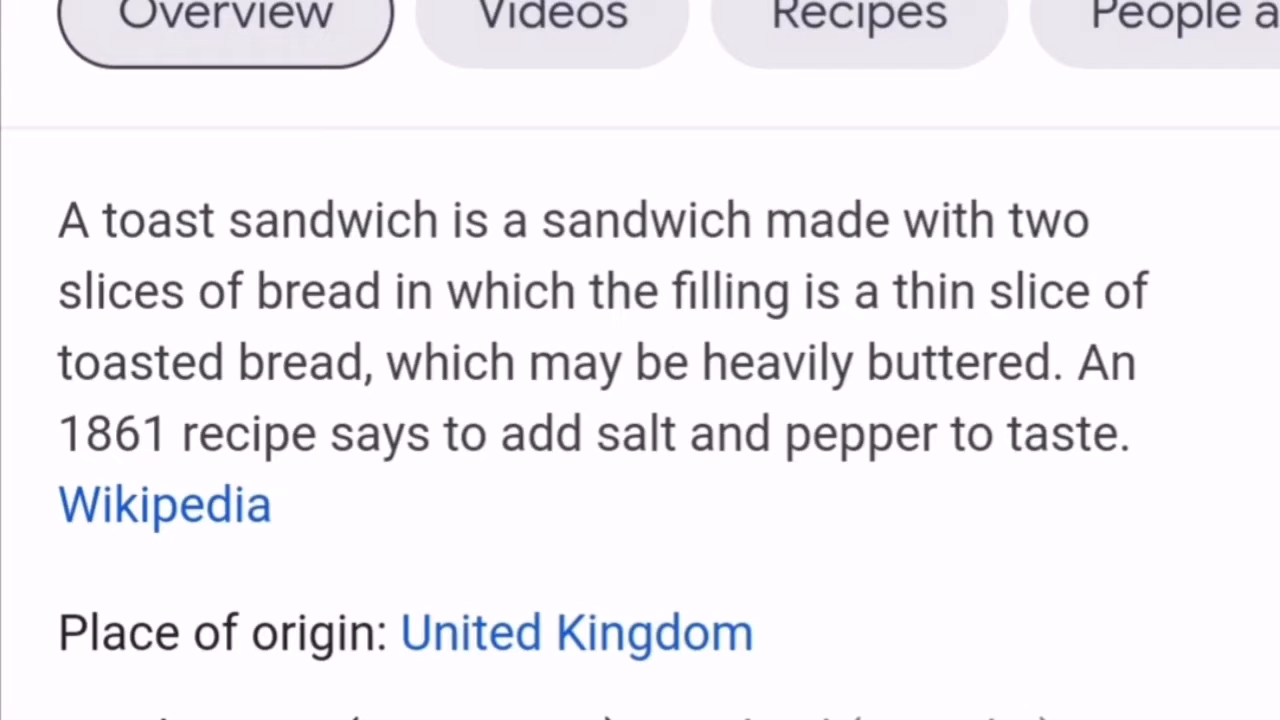 Overview Videos Recipes People a
A toast sandwich is a sandwich made with two
slices of bread in which the filling is a thin slice of
toasted bread, which may be heavily buttered. An
1861 recipe says to add salt and pepper to taste.
Wikipedia
Place of origin: United Kingdom